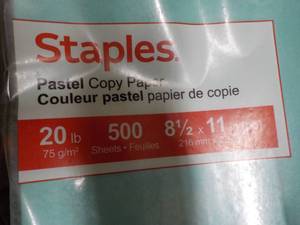 Staples.
Pastel Copy Paper
Couleur pastel papier de copie
20 lb 500 8½ x 11
75 g/m² Sheets • Feuilles 216 mm x